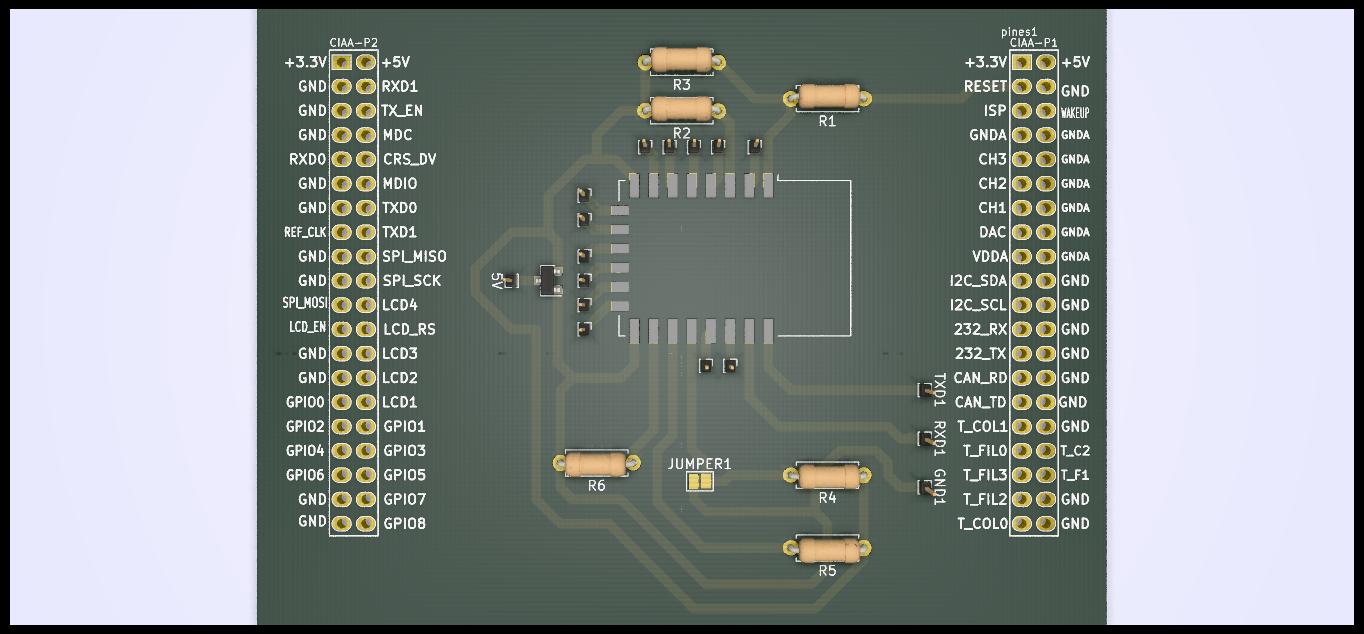 pines1
CIAA-P2 CIAA-P1
+3.3V +5V +3.3V +5V
R3
GND RXD1 RESET GND
GND TX_EN ISP WAKEUP
R2 R1
GND MDC GNDA GNDA
RXD0 CRS_DV CH3 GNDA
GND MDIO CH2 GNDA
GND TXD0 CH1 GNDA
REF_CLK TXD1 DAC GNDA
GND SPI_MISO VDDA GNDA
GND SPI_SCK 5V I2C_SDA GND
SPI_MOSI LCD4 I2C_SCL GND
LCD_EN LCD_RS 232_RX GND
GND LCD3 232_TX GND
GND LCD2 CAN_RD GND
TXD1
GPIO0 LCD1 CAN_TD GND
GPIO2 GPIO1 T_COL1 GND
RXD1
GPIO4 GPIO3 T_FIL0 T_C2
JUMPER1
GPIO6 GPIO5 T_FIL3 T_F1
R6
GND1
GND GPIO7 R4 T_FIL2 GND
GND GPIO8 T_COL0 GND
R5